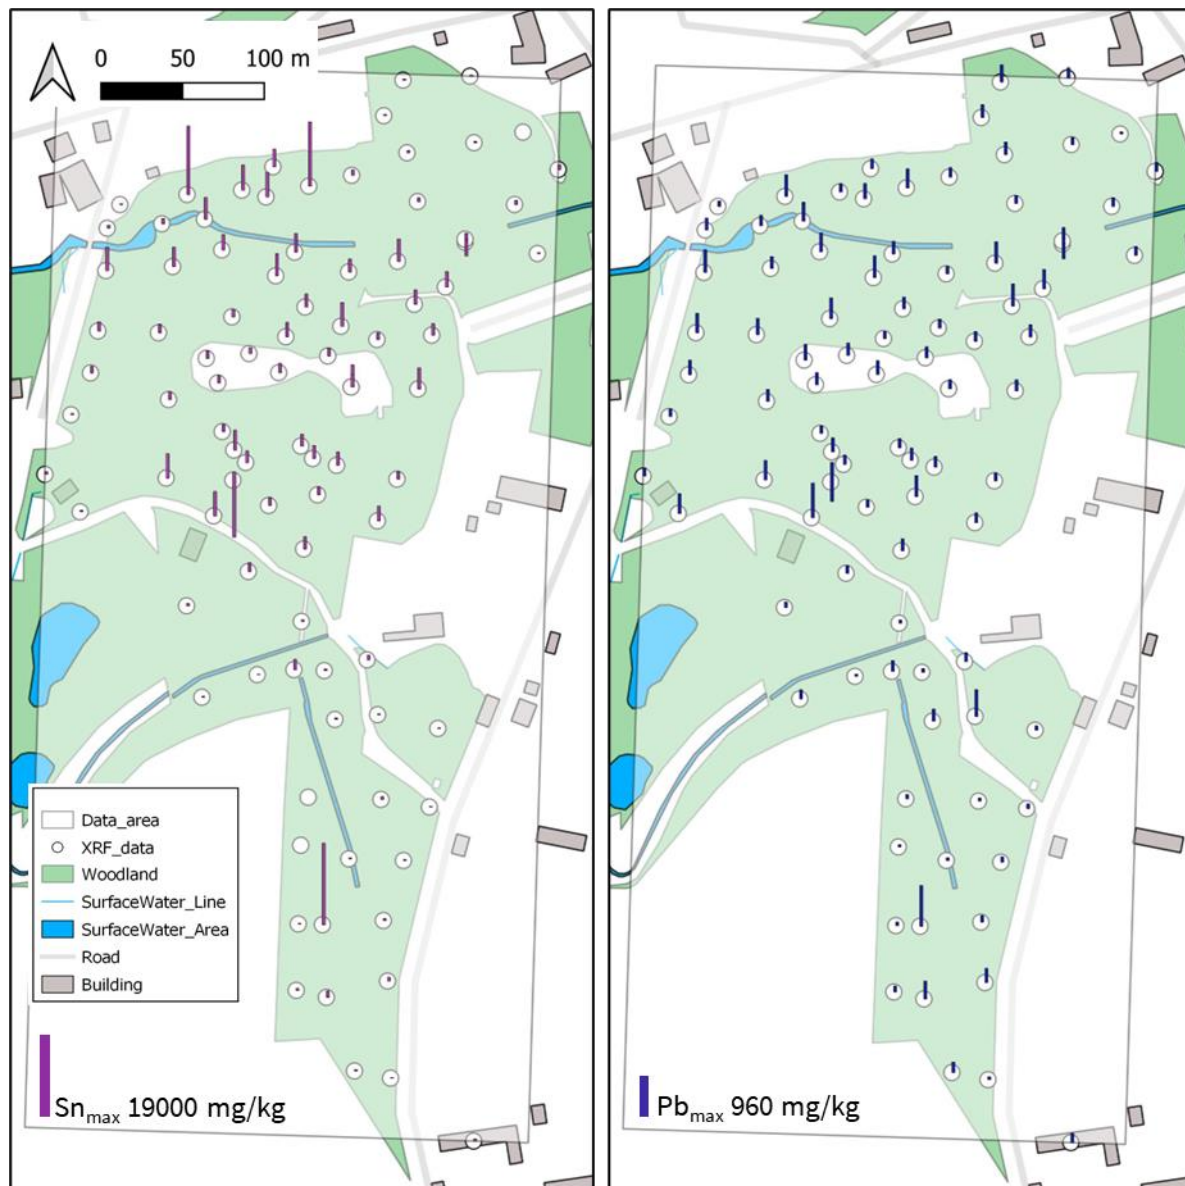 0 50 100 m
Data_area
XRF_data
Woodland
SurfaceWater_Line
SurfaceWater_Area
Road
Building
Snmax 19000 mg/kg
Pbmax 960 mg/kg